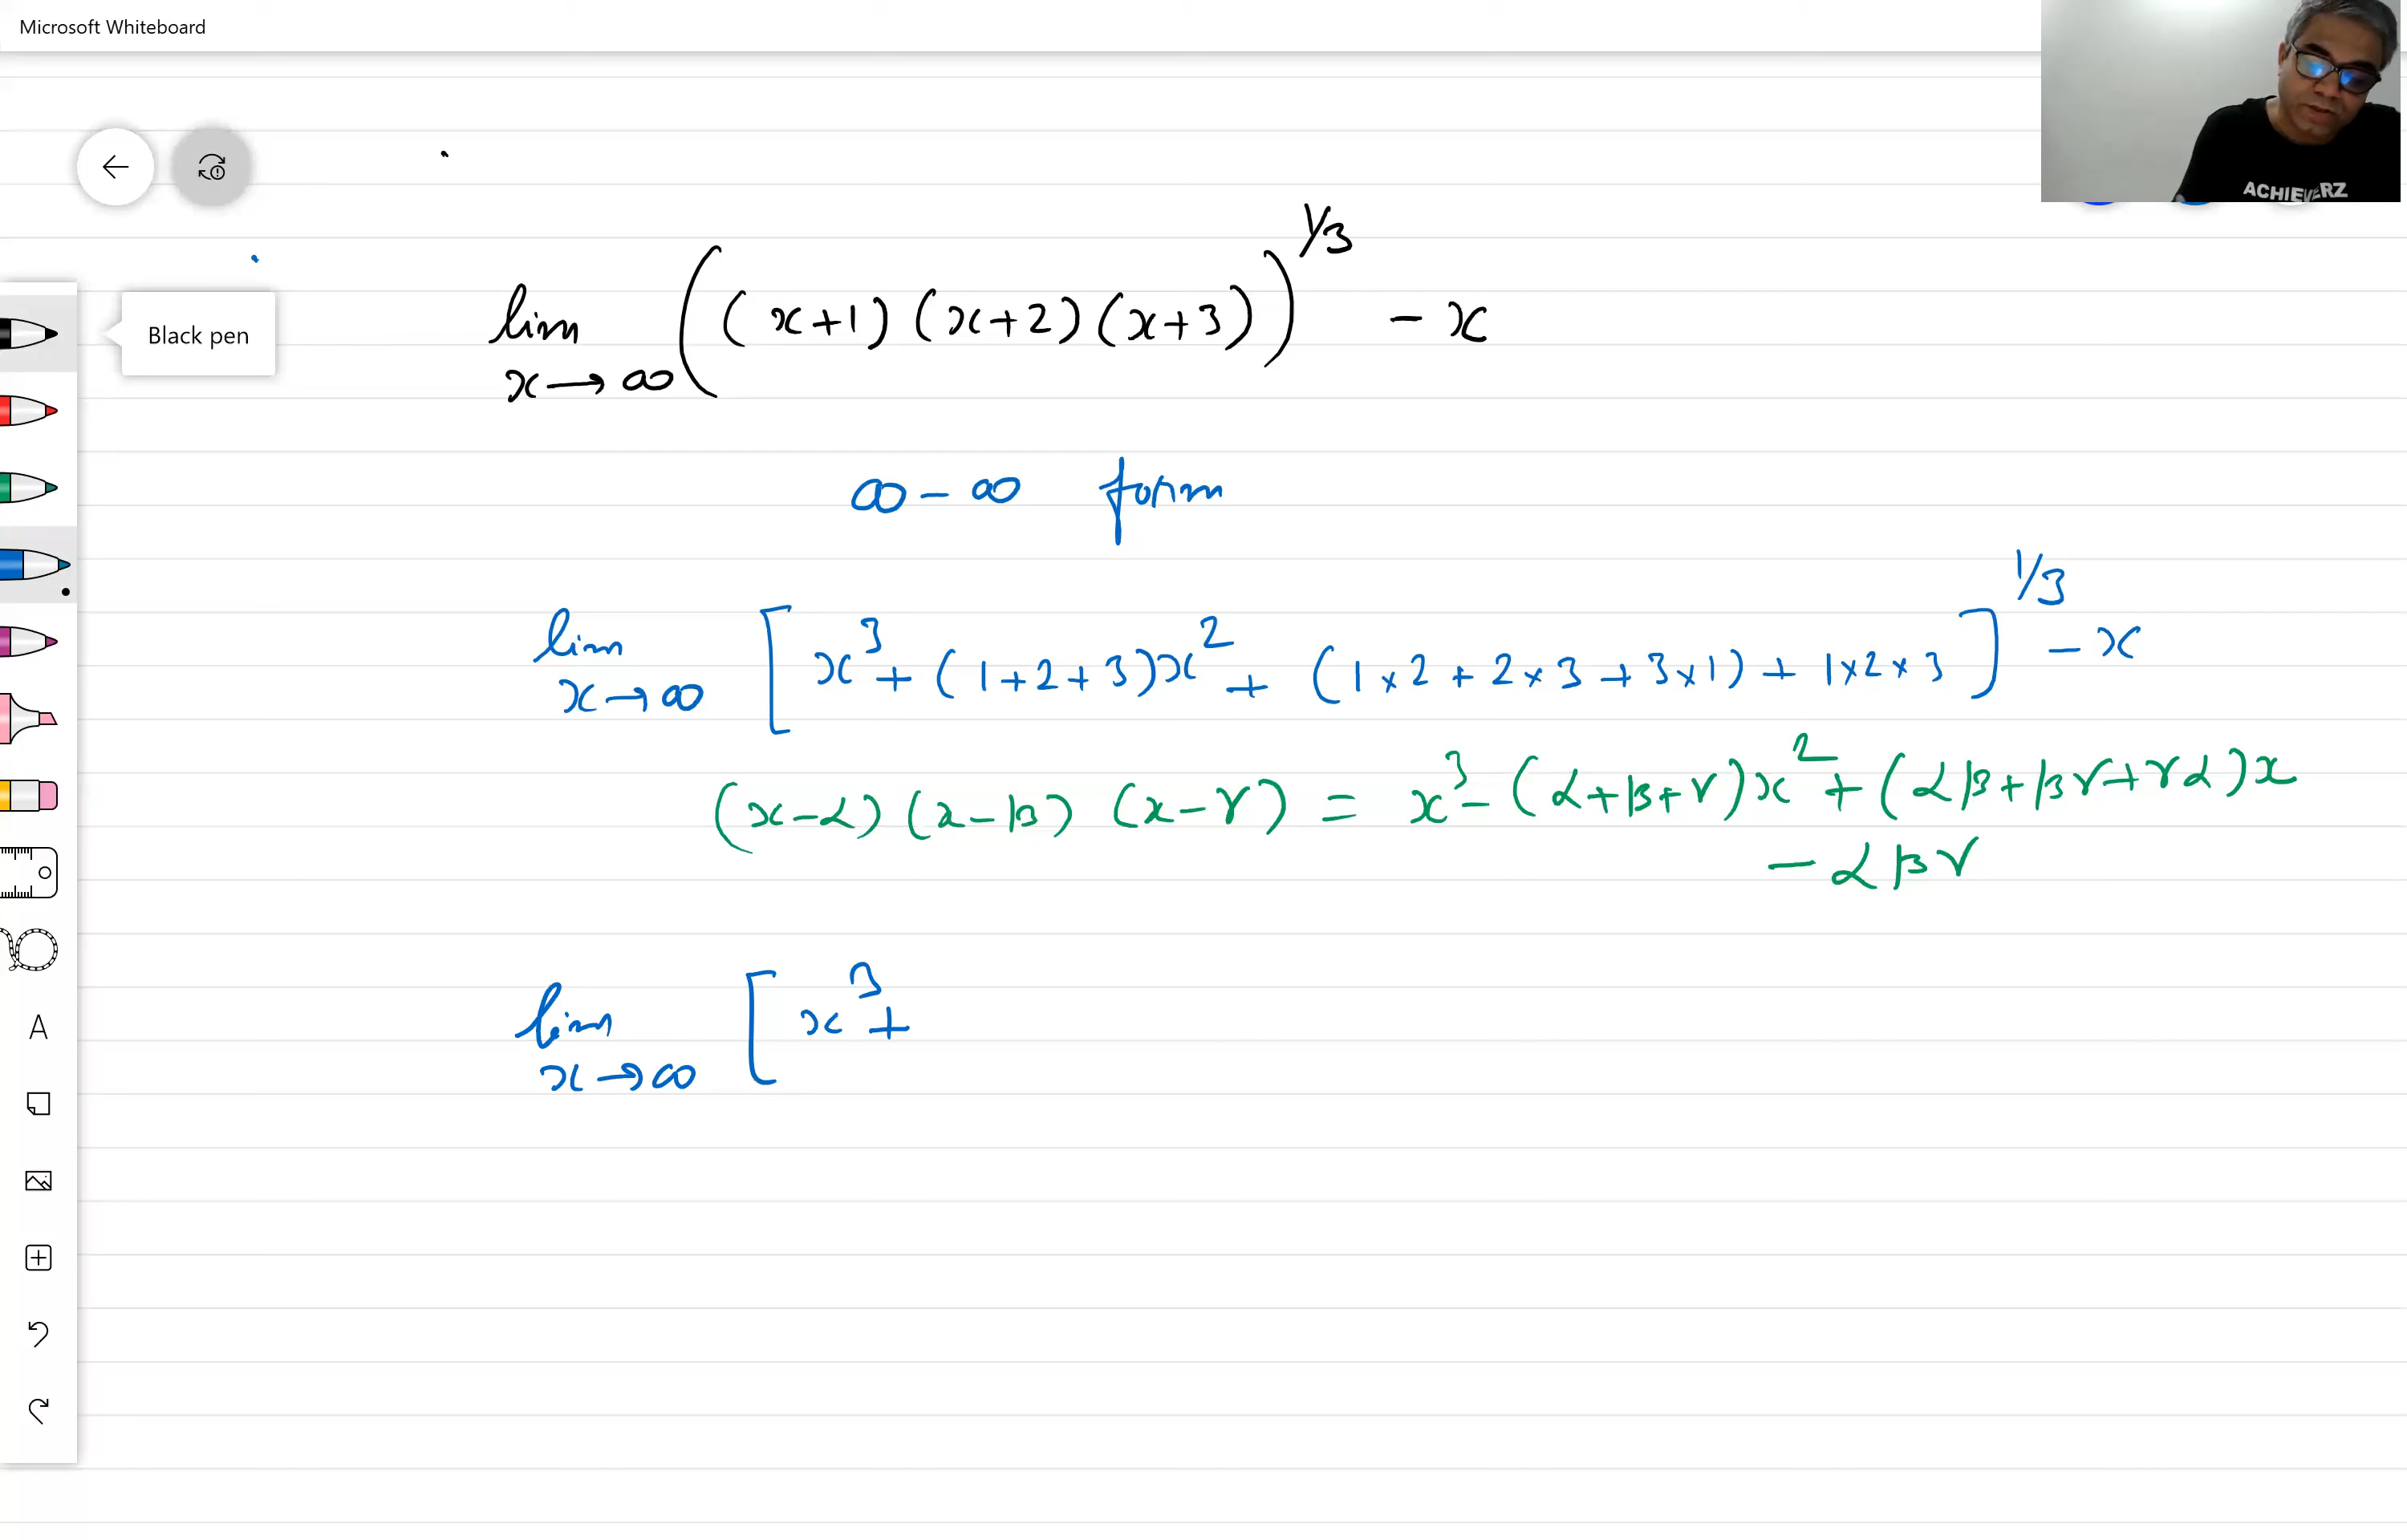 Microsoft Whiteboard
ACHIEVERZ
lim x→∞ ((x+1)(x+2)(x+3))^1/3 - x
Black pen
∞ - ∞ form
lim x→∞ [x^3 + (1+2+3)x^2 + (1×2 + 2×3 + 3×1) + 1×2×3]^1/3 - x
(x-α)(x-β)(x-γ) = x^3 - (α+β+γ)x^2 + (αβ+βγ+γα)x
- αβγ
lim x→∞ [x^3 +
A